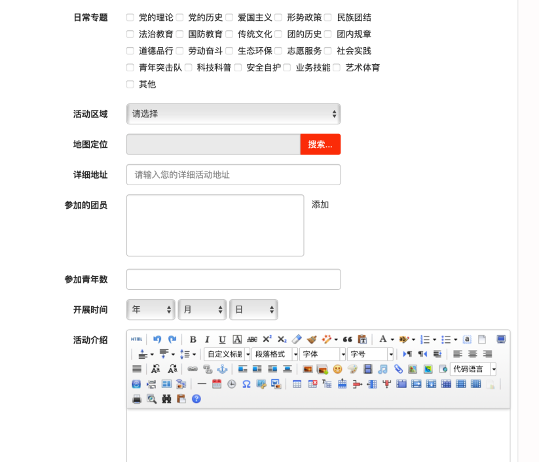 日常专题 党的理论 党的历史 爱国主义 形势政策 民族团结
法治教育 国防教育 传统文化 团的历史 团内规章
道德品行 劳动奋斗 生态环保 志愿服务 社会实践
青年突击队 科技科普 安全自护 业务技能 艺术体育
其他
活动区域 请选择
地图定位 搜索...
详细地址 请输入您的详细活动地址
参加的团员 添加
参加青年数
开展时间 年 月 日
活动介绍 HTML B I U A ABC X² X₂ A a
自定义标题 段落格式 字体 字号
代码语言